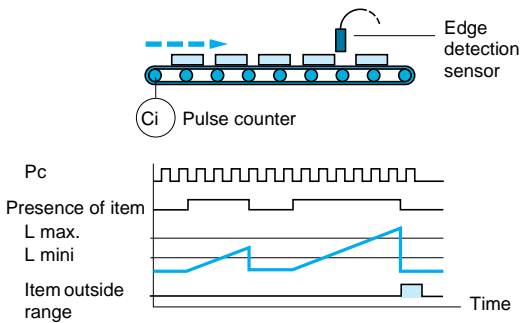 Edge
detection
sensor
Ci Pulse counter
Pc
Presence of item
L max.
L mini
Item outside
range
Time